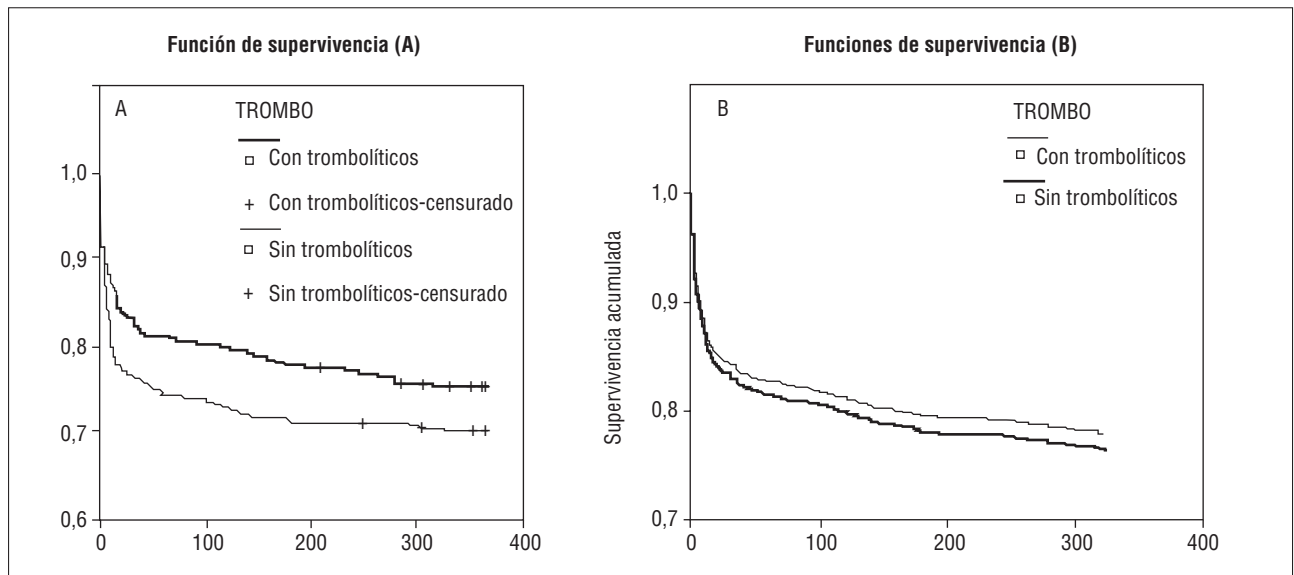 Función de supervivencia (A)
A
TROMBO
Con trombolíticos
+ Con trombolíticos-censurado
Sin trombolíticos
+ Sin trombolíticos-censurado
1,0
0,9
0,8
0,7
0,6
0 100 200 300 400
Funciones de supervivencia (B)
B
TROMBO
Con trombolíticos
Sin trombolíticos
Supervivencia acumulada
1,0
0,9
0,8
0,7
0 100 200 300 400